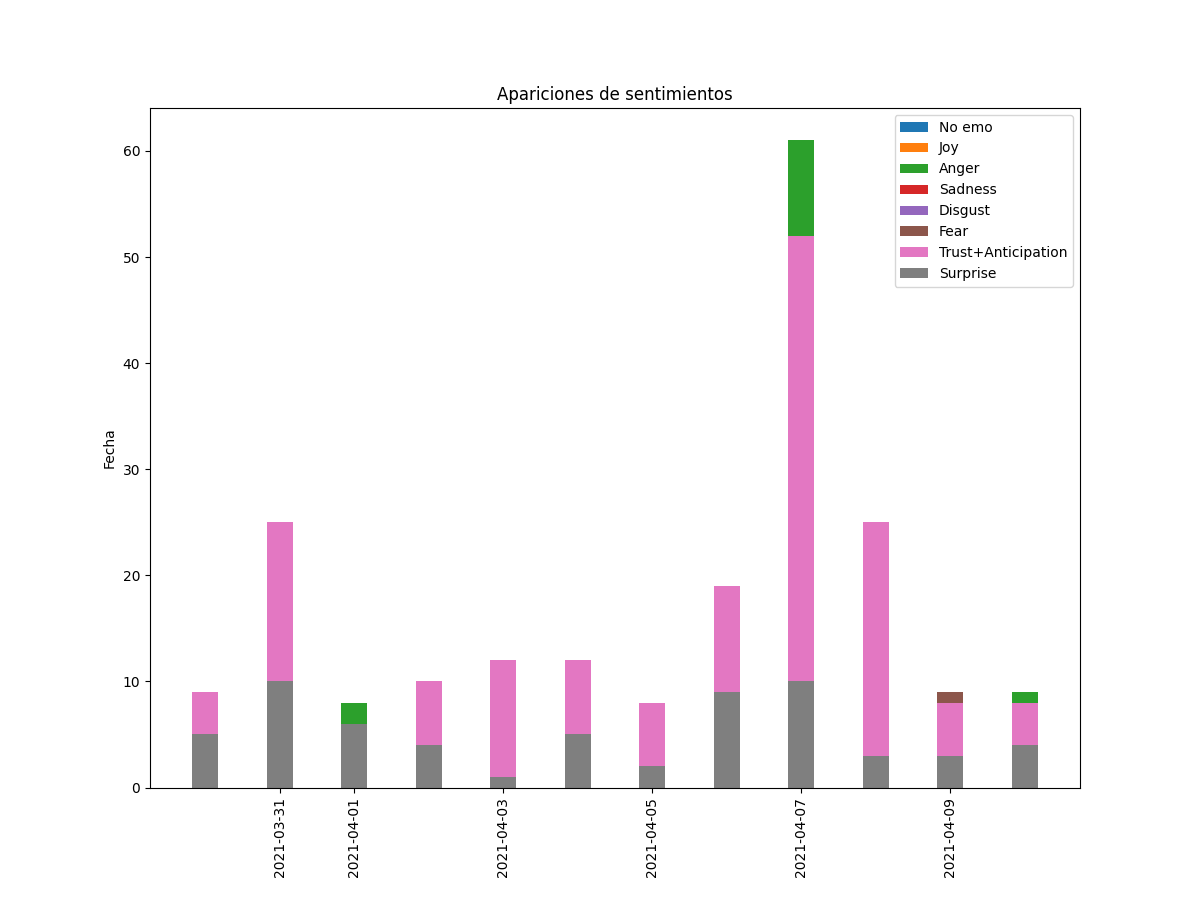 Apariciones de sentimientos
No emo
Joy
Anger
Sadness
Disgust
Fear
Trust+Anticipation
Surprise
Fecha
60
50
40
30
20
10
0
2021-03-31
2021-04-01
2021-04-03
2021-04-05
2021-04-07
2021-04-09